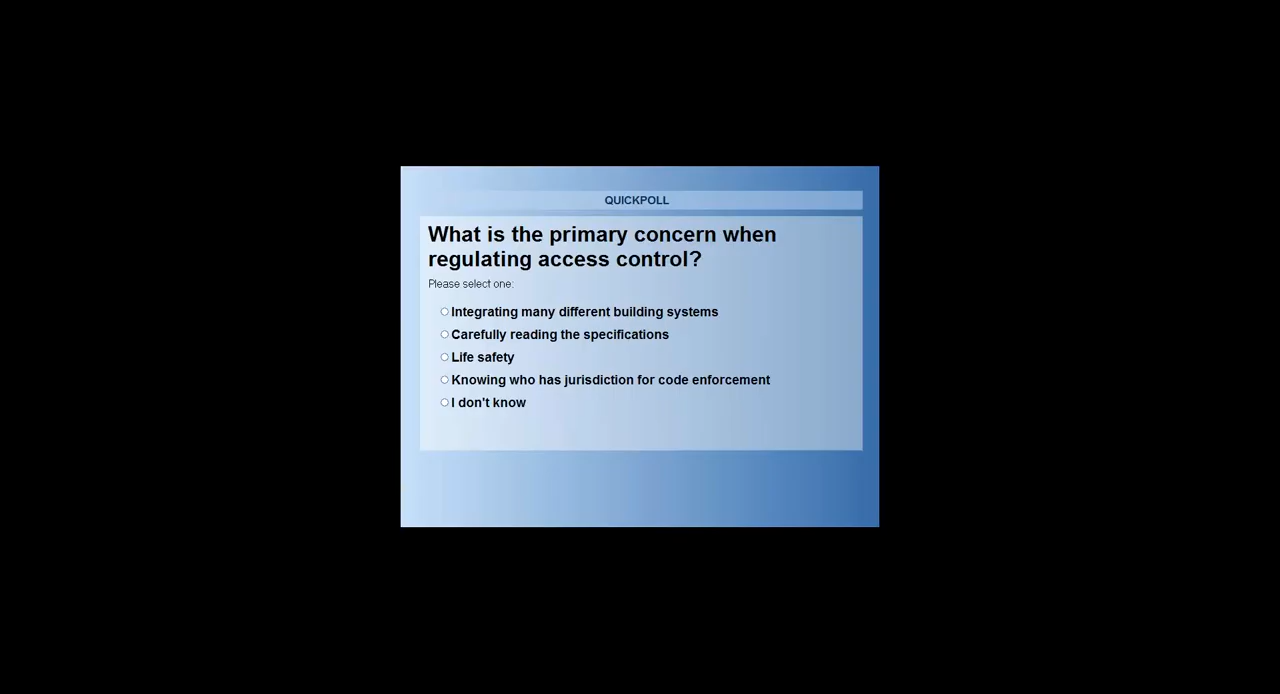 QUICKPOLL
What is the primary concern when
regulating access control?
Please select one:
Integrating many different building systems
Carefully reading the specifications
Life safety
Knowing who has jurisdiction for code enforcement
I don't know